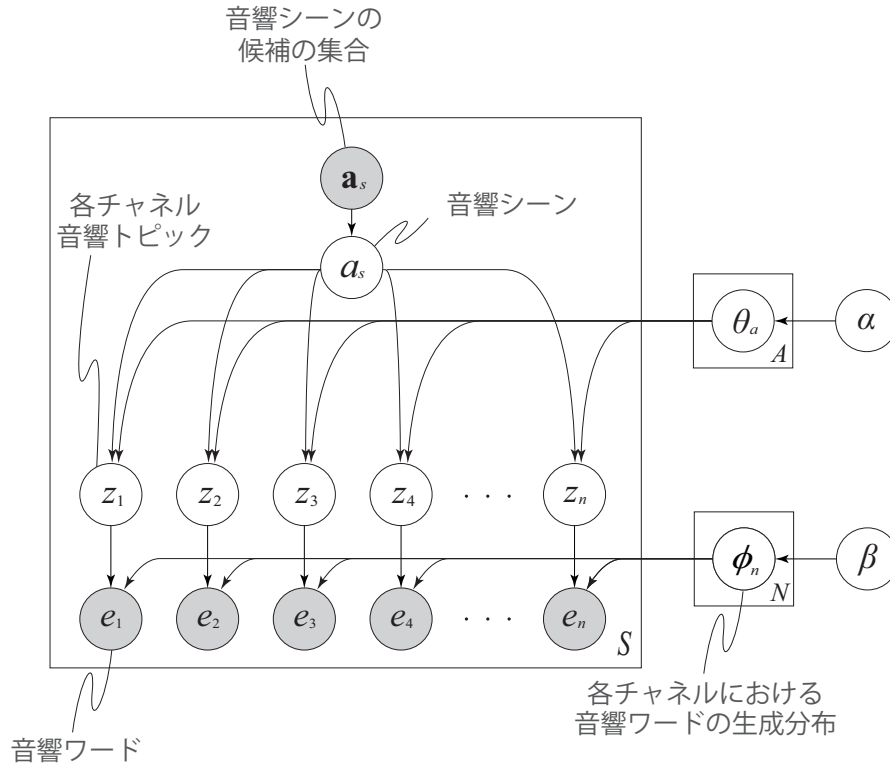 音響シーンの
候補の集合
a_s
各チャネル
音響トピック
音響シーン
a_s
θ_a
A
α
z_1 z_2 z_3 z_4 · · · z_n
ϕ_n
N
β
e_1 e_2 e_3 e_4 · · · e_n
S
各チャネルにおける
音響ワードの生成分布
音響ワード